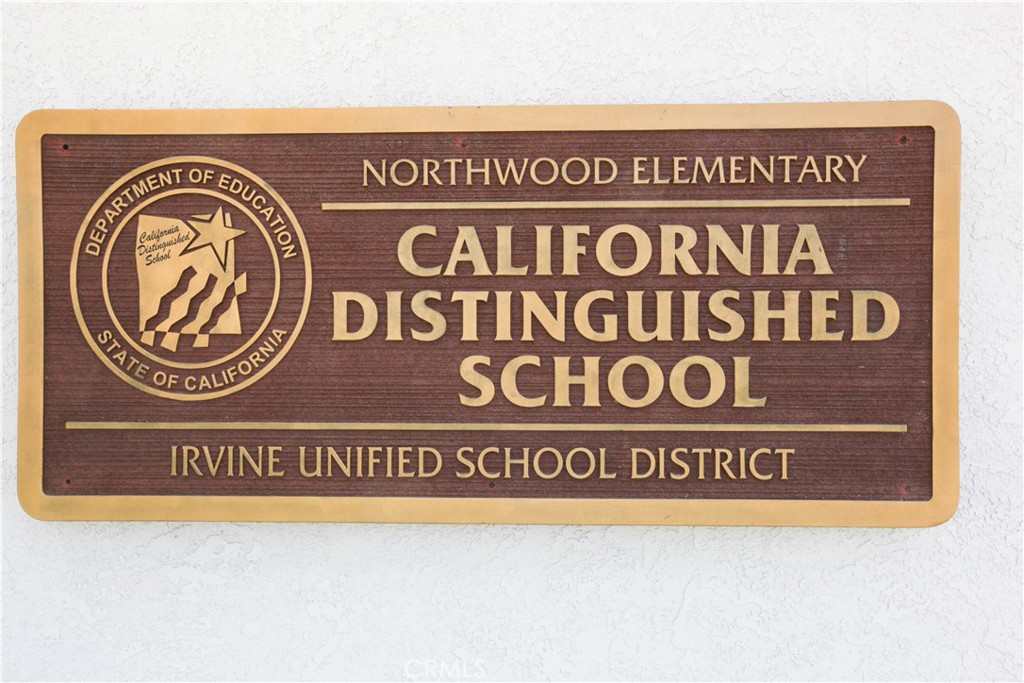 NORTHWOOD ELEMENTARY
DEPARTMENT OF EDUCATION
California
Distinguished
School
STATE OF CALIFORNIA
CALIFORNIA
DISTINGUISHED
SCHOOL
IRVINE UNIFIED SCHOOL DISTRICT
CRMLS